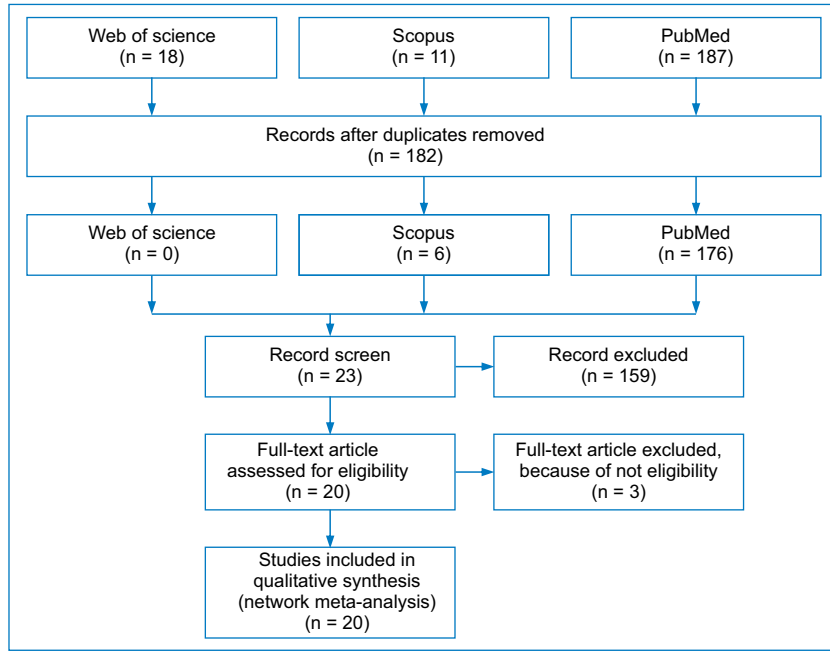 Web of science
(n = 18)
Scopus
(n = 11)
PubMed
(n = 187)
Records after duplicates removed
(n = 182)
Web of science
(n = 0)
Scopus
(n = 6)
PubMed
(n = 176)
Record screen
(n = 23)
Record excluded
(n = 159)
Full-text article
assessed for eligibility
(n = 20)
Full-text article excluded,
because of not eligibility
(n = 3)
Studies included in
qualitative synthesis
(network meta-analysis)
(n = 20)